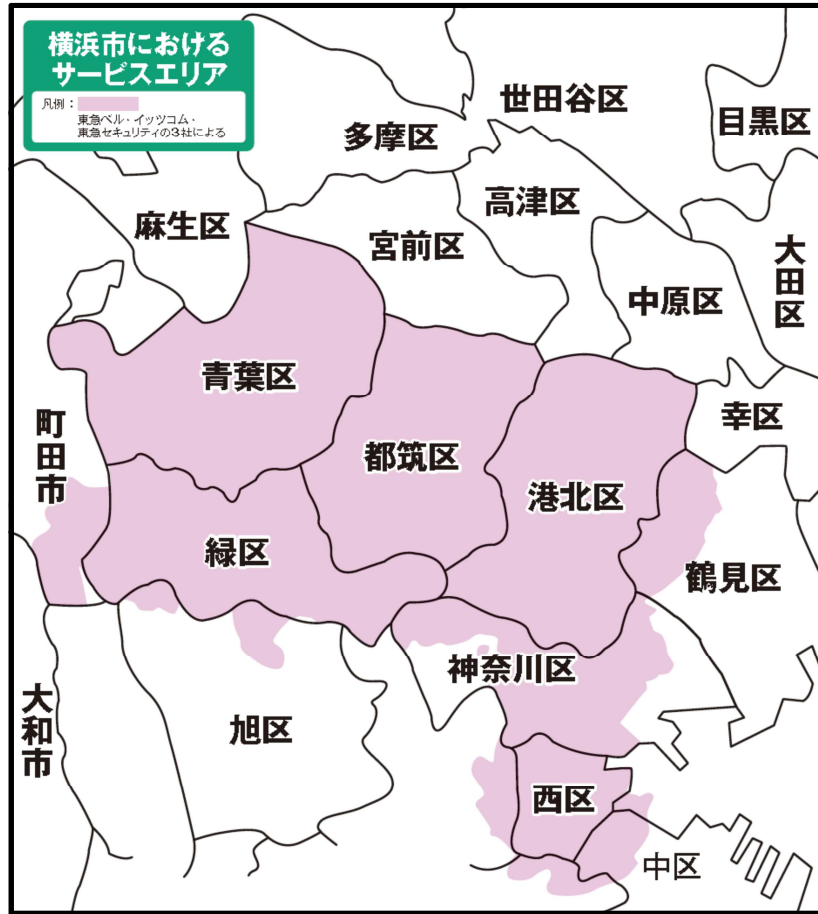 横浜市における
サービスエリア
凡例：
東急ベル・イッツコム・
東急セキュリティの3社による
世田谷区
目黒区
多摩区
高津区
麻生区
宮前区
大田区
中原区
青葉区
幸区
町田市
都筑区
港北区
緑区
鶴見区
神奈川区
大和市
旭区
西区
中区